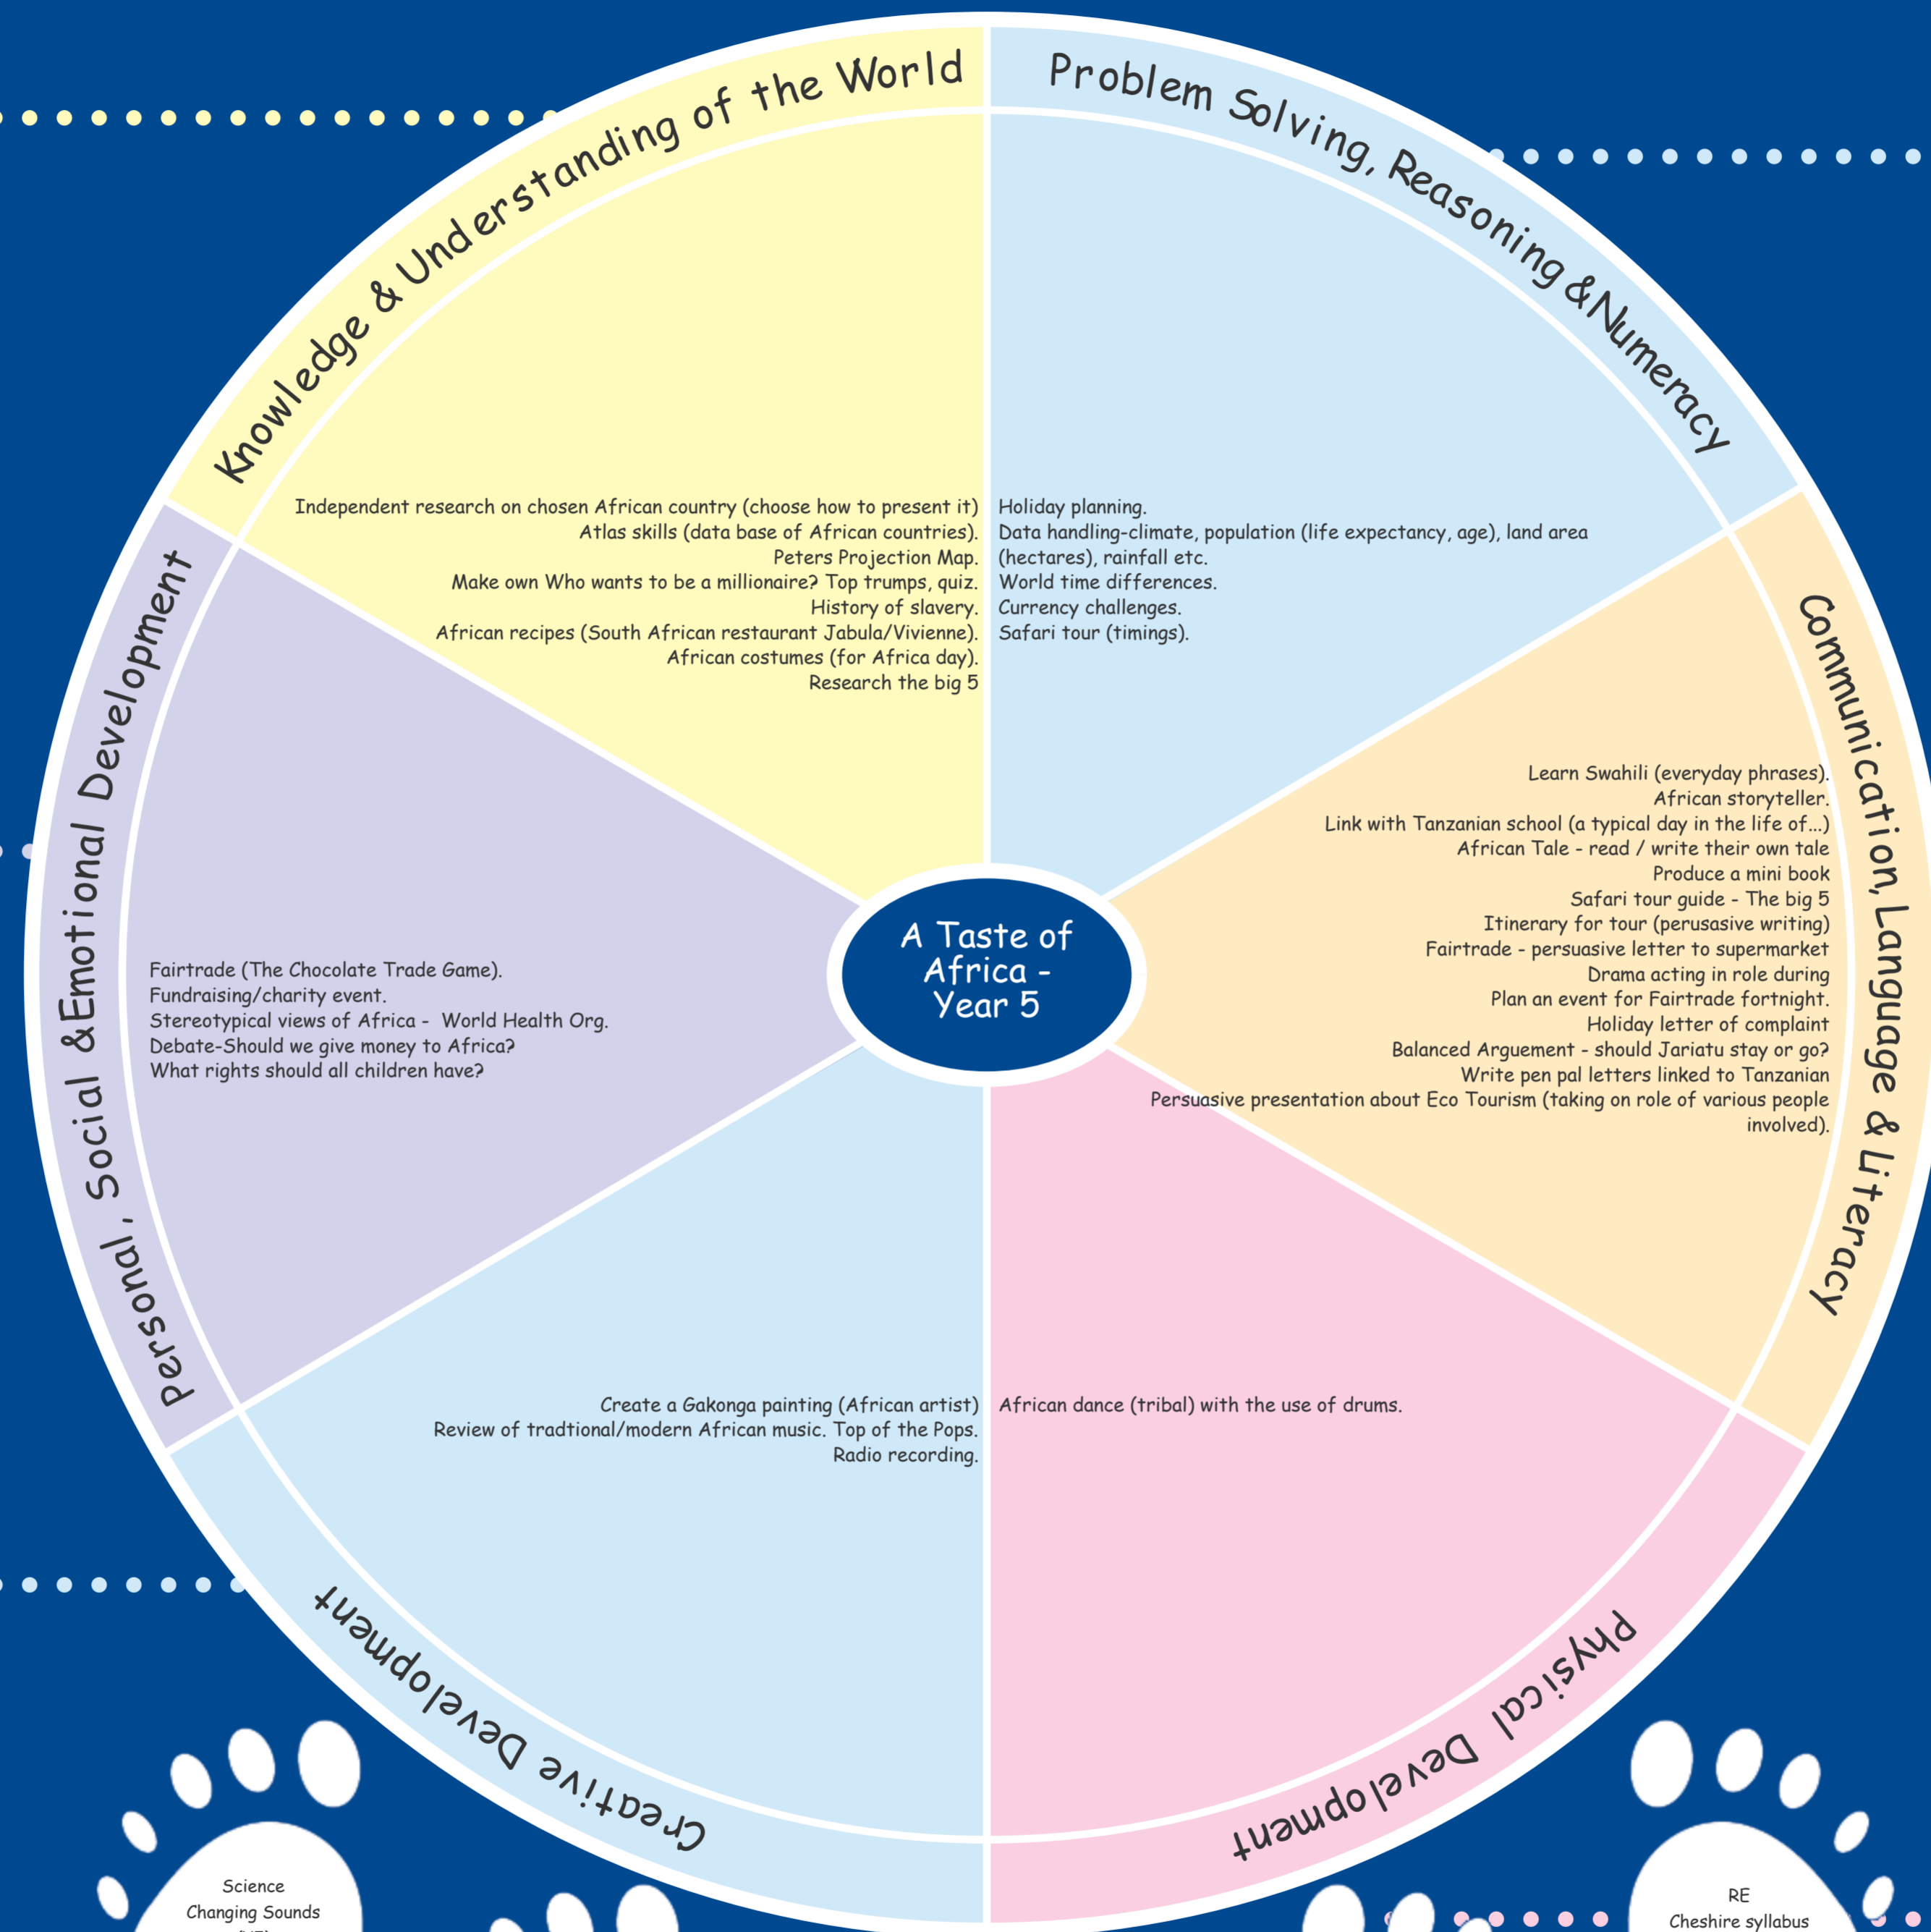 Knowledge & Understanding of the World
Independent research on chosen African country (choose how to present it)
Atlas skills (data base of African countries).
Peters Projection Map.
Make own Who wants to be a millionaire? Top trumps, quiz.
History of slavery.
African recipes (South African restaurant Jabula/Vivienne).
African costumes (for Africa day).
Research the big 5
Problem Solving, Reasoning &Numeracy
Holiday planning.
Data handling-climate, population (life expectancy, age), land area
(hectares), rainfall etc.
World time differences.
Currency challenges.
Safari tour (timings).
Communication, Language & Literacy
Learn Swahili (everyday phrases).
African storyteller.
Link with Tanzanian school (a typical day in the life of...)
African Tale - read / write their own tale
Produce a mini book
Safari tour guide - The big 5
Itinerary for tour (perusasive writing)
Fairtrade - persuasive letter to supermarket
Drama acting in role during
Plan an event for Fairtrade fortnight.
Holiday letter of complaint
Balanced Arguement - should Jariatu stay or go?
Write pen pal letters linked to Tanzanian
Persuasive presentation about Eco Tourism (taking on role of various people
involved).
A Taste of
Africa -
Year 5
Personal, Social &Emotional Development
Fairtrade (The Chocolate Trade Game).
Fundraising/charity event.
Stereotypical views of Africa - World Health Org.
Debate-Should we give money to Africa?
What rights should all children have?
Creative Development
Create a Gakonga painting (African artist)
Review of tradtional/modern African music. Top of the Pops.
Radio recording.
Physical Development
African dance (tribal) with the use of drums.
Science
Changing Sounds
RE
Cheshire syllabus